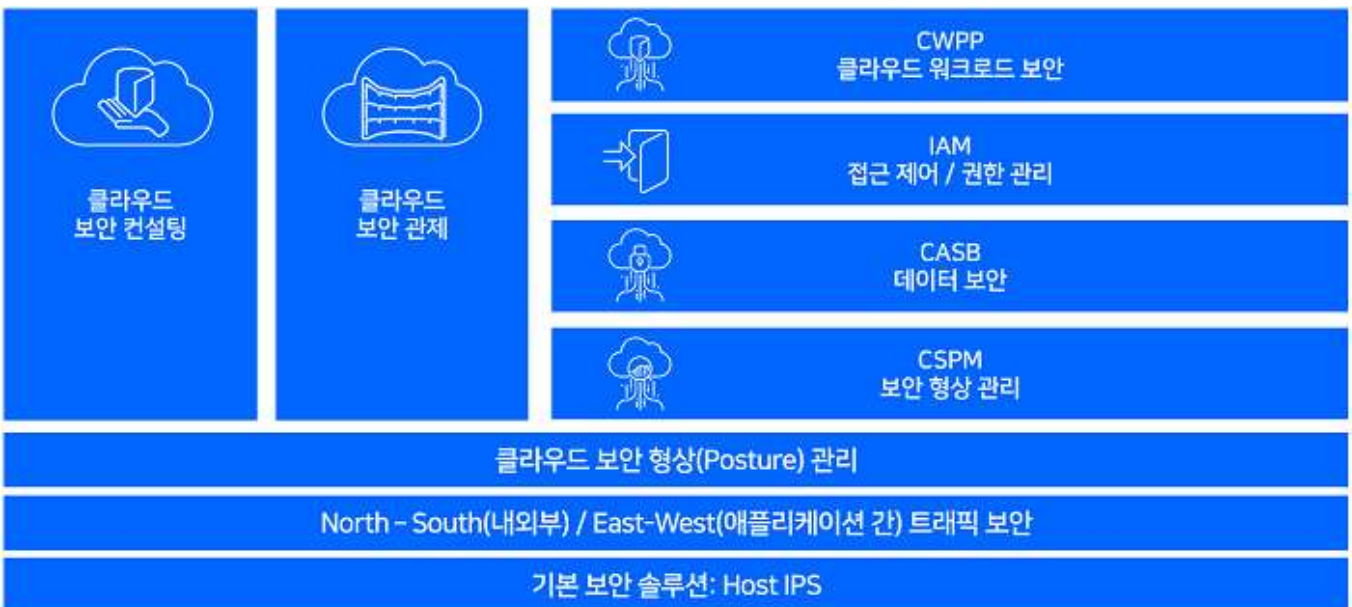 클라우드
보안 컨설팅
클라우드
보안 관제
CWPP
클라우드 워크로드 보안
IAM
접근 제어 / 권한 관리
CASB
데이터 보안
CSPM
보안 형상 관리
클라우드 보안 형상(Posture) 관리
North – South(내외부) / East-West(애플리케이션 간) 트래픽 보안
기본 보안 솔루션: Host IPS